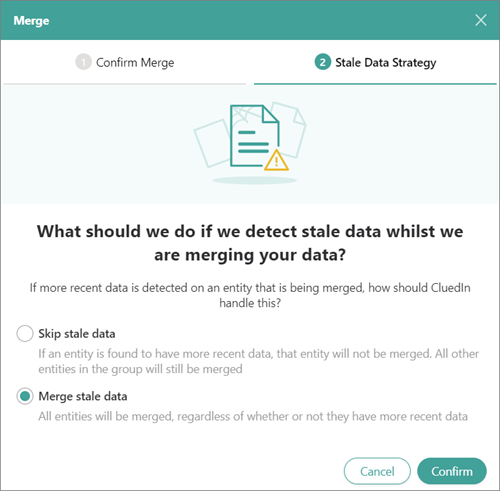 Merge
1 Confirm Merge
2 Stale Data Strategy
What should we do if we detect stale data whilst we
are merging your data?
If more recent data is detected on an entity that is being merged, how should CluedIn
handle this?
Skip stale data
If an entity is found to have more recent data, that entity will not be merged. All other
entities in the group will still be merged
Merge stale data
All entities will be merged, regardless of whether or not they have more recent data
Cancel
Confirm